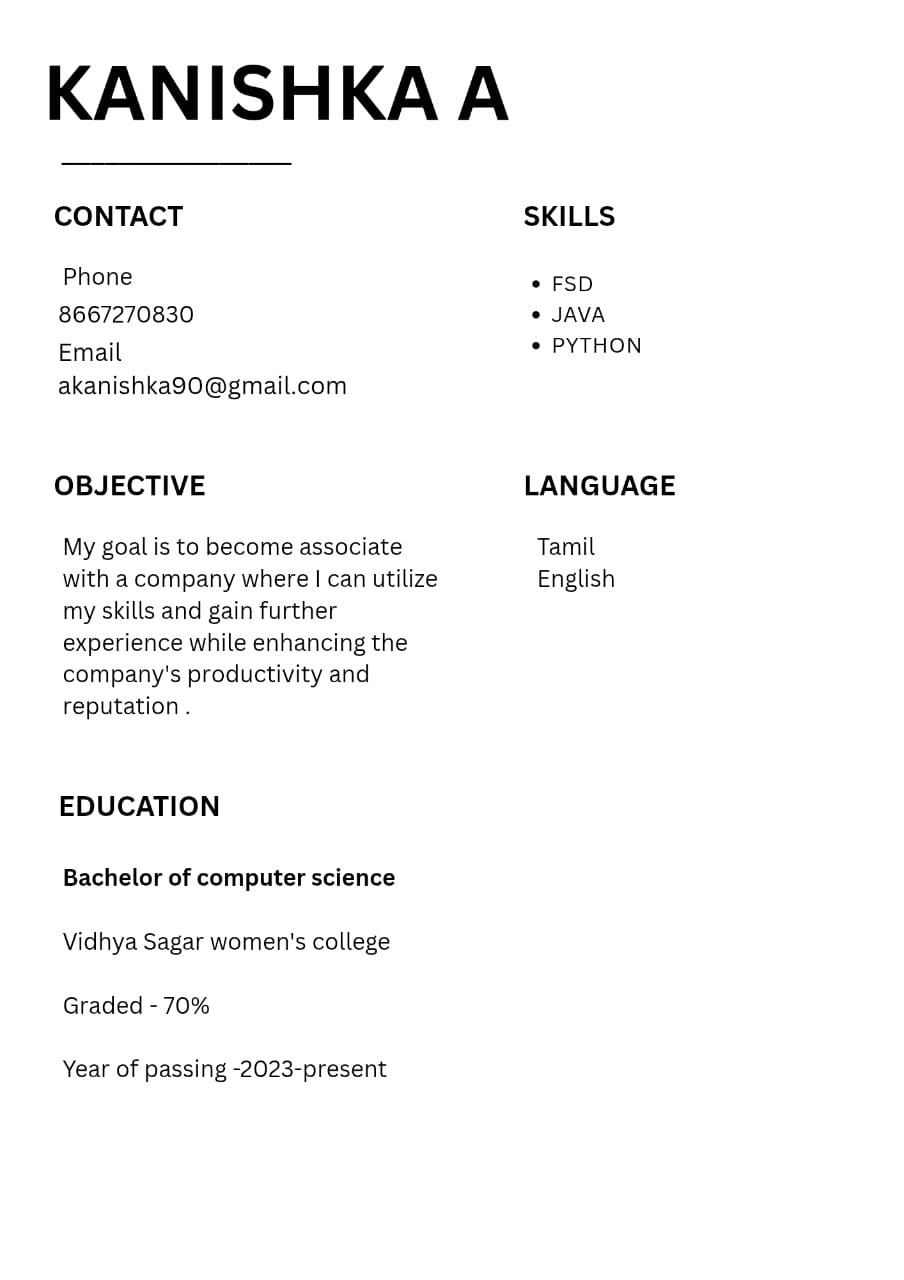 KANISHKA A
CONTACT
Phone
8667270830
Email
akanishka90@gmail.com
SKILLS
• FSD
• JAVA
• PYTHON
OBJECTIVE
My goal is to become associate
with a company where I can utilize
my skills and gain further
experience while enhancing the
company's productivity and
reputation .
LANGUAGE
Tamil
English
EDUCATION
Bachelor of computer science
Vidhya Sagar women's college
Graded - 70%
Year of passing -2023-present